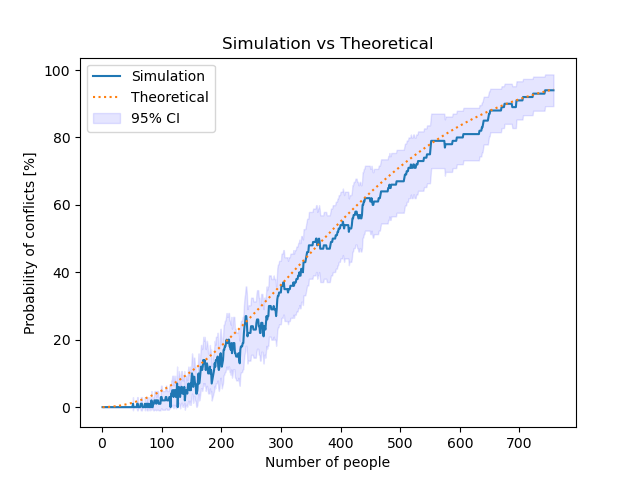 Simulation vs Theoretical
Simulation
Theoretical
95% CI
Probability of conflicts [%]
100
80
60
40
20
0
0 100 200 300 400 500 600 700
Number of people